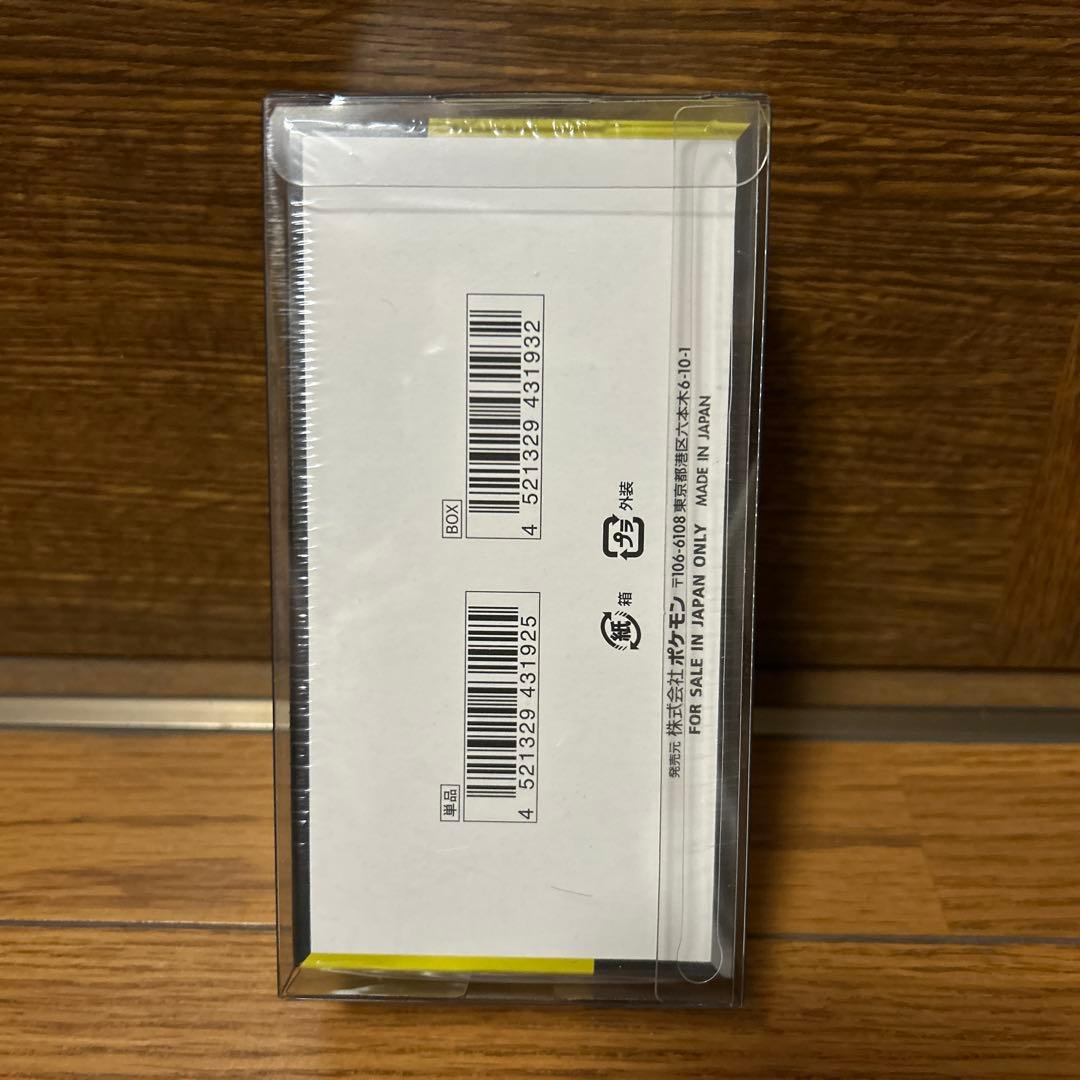 BOX
4 521329 431932
単品
4 521329 431925
プラ 外装
紙 箱
発売元 株式会社ポケモン 〒106-6108 東京都港区六本木6-10-1
FOR SALE IN JAPAN ONLY MADE IN JAPAN